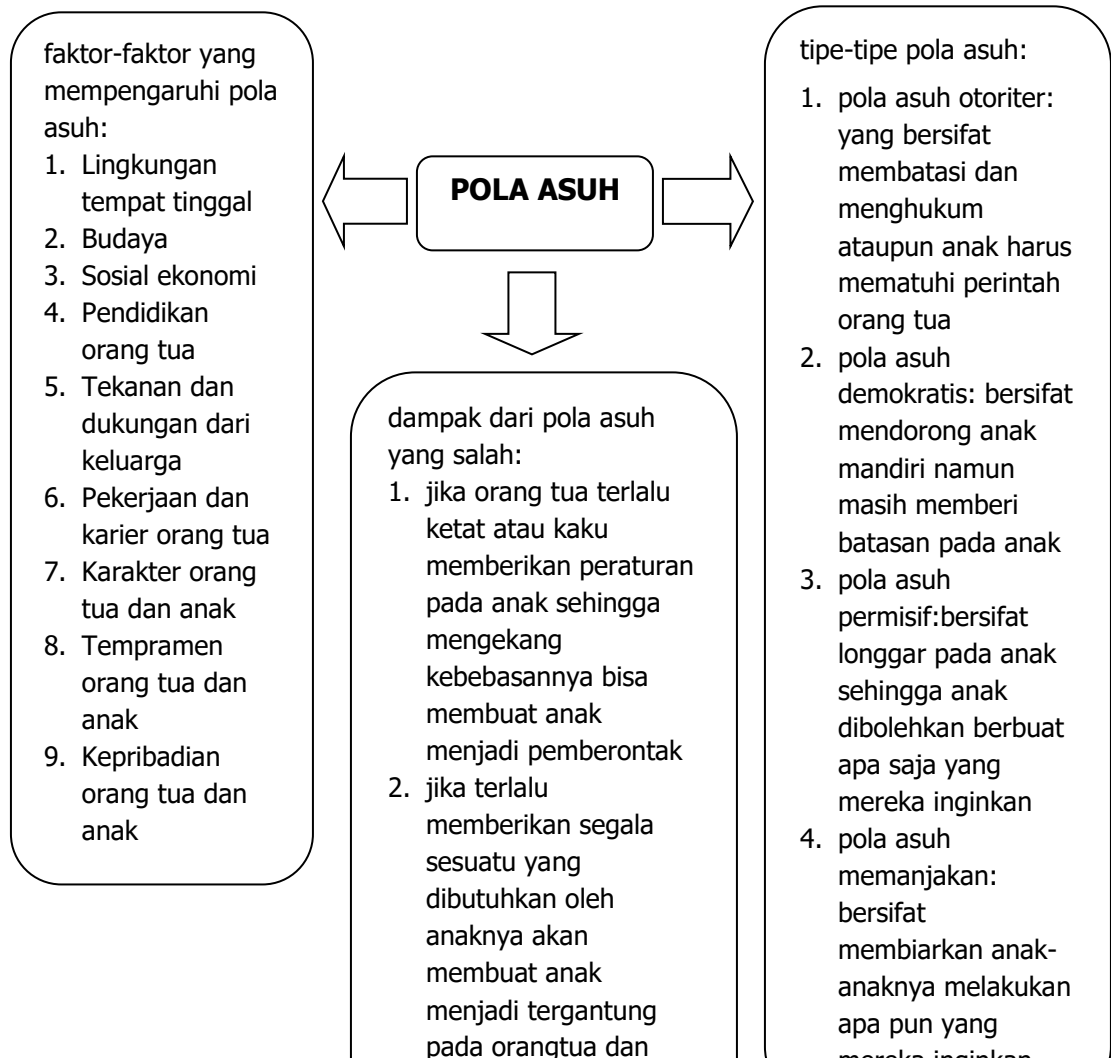 faktor-faktor yang
mempengaruhi pola
asuh:
1. Lingkungan
tempat tinggal
2. Budaya
3. Sosial ekonomi
4. Pendidikan
orang tua
5. Tekanan dan
dukungan dari
keluarga
6. Pekerjaan dan
karier orang tua
7. Karakter orang
tua dan anak
8. Tempramen
orang tua dan
anak
9. Kepribadian
orang tua dan
anak
POLA ASUH
dampak dari pola asuh
yang salah:
1. jika orang tua terlalu
ketat atau kaku
memberikan peraturan
pada anak sehingga
mengekang
kebebasannya bisa
membuat anak
menjadi pemberontak
2. jika terlalu
memberikan segala
sesuatu yang
dibutuhkan oleh
anaknya akan
membuat anak
menjadi tergantung
pada orangtua dan
tipe-tipe pola asuh:
1. pola asuh otoriter:
yang bersifat
membatasi dan
menghukum
ataupun anak harus
mematuhi perintah
orang tua
2. pola asuh
demokratis: bersifat
mendorong anak
mandiri namun
masih memberi
batasan pada anak
3. pola asuh
permisif:bersifat
longgar pada anak
sehingga anak
dibolehkan berbuat
apa saja yang
mereka inginkan
4. pola asuh
memanjakan:
bersifat
membiarkan anak-
anaknya melakukan
apa pun yang
mereka inginkan